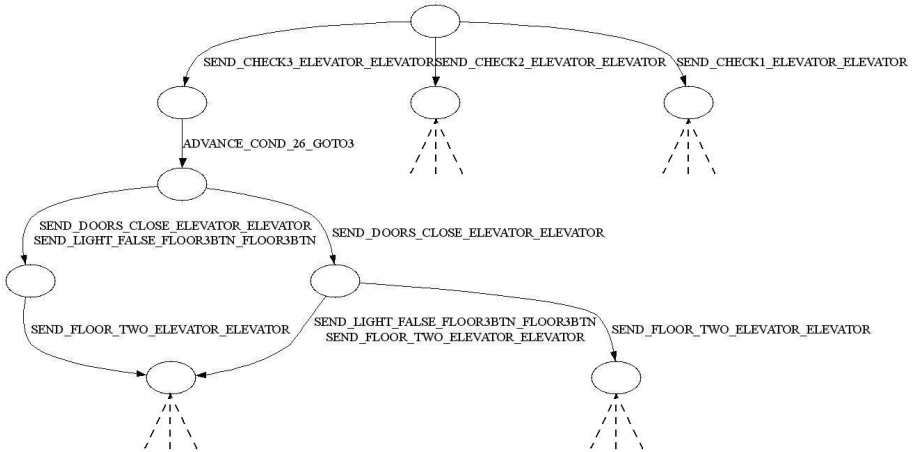 SEND_CHECK3_ELEVATOR_ELEVATOR
SEND_CHECK2_ELEVATOR_ELEVATOR
SEND_CHECK1_ELEVATOR_ELEVATOR
ADVANCE_COND_26_GOTO3
SEND_DOORS_CLOSE_ELEVATOR_ELEVATOR
SEND_LIGHT_FALSE_FLOOR3BTN_FLOOR3BTN
SEND_DOORS_CLOSE_ELEVATOR_ELEVATOR
SEND_FLOOR_TWO_ELEVATOR_ELEVATOR
SEND_LIGHT_FALSE_FLOOR3BTN_FLOOR3BTN
SEND_FLOOR_TWO_ELEVATOR_ELEVATOR
SEND_FLOOR_TWO_ELEVATOR_ELEVATOR